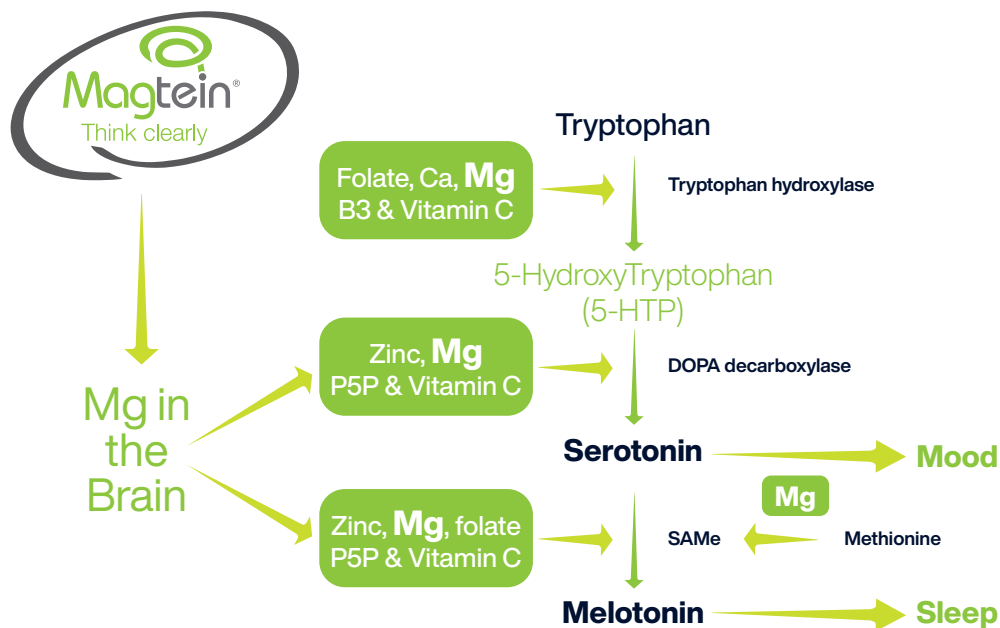 Magtein®
Think clearly
Tryptophan
Folate, Ca, Mg
B3 & Vitamin C
Tryptophan hydroxylase
5-HydroxyTryptophan
(5-HTP)
Zinc, Mg
P5P & Vitamin C
DOPA decarboxylase
Mg in
the
Brain
Serotonin
Mood
Mg
Zinc, Mg, folate
P5P & Vitamin C
SAMe
Methionine
Melotonin
Sleep